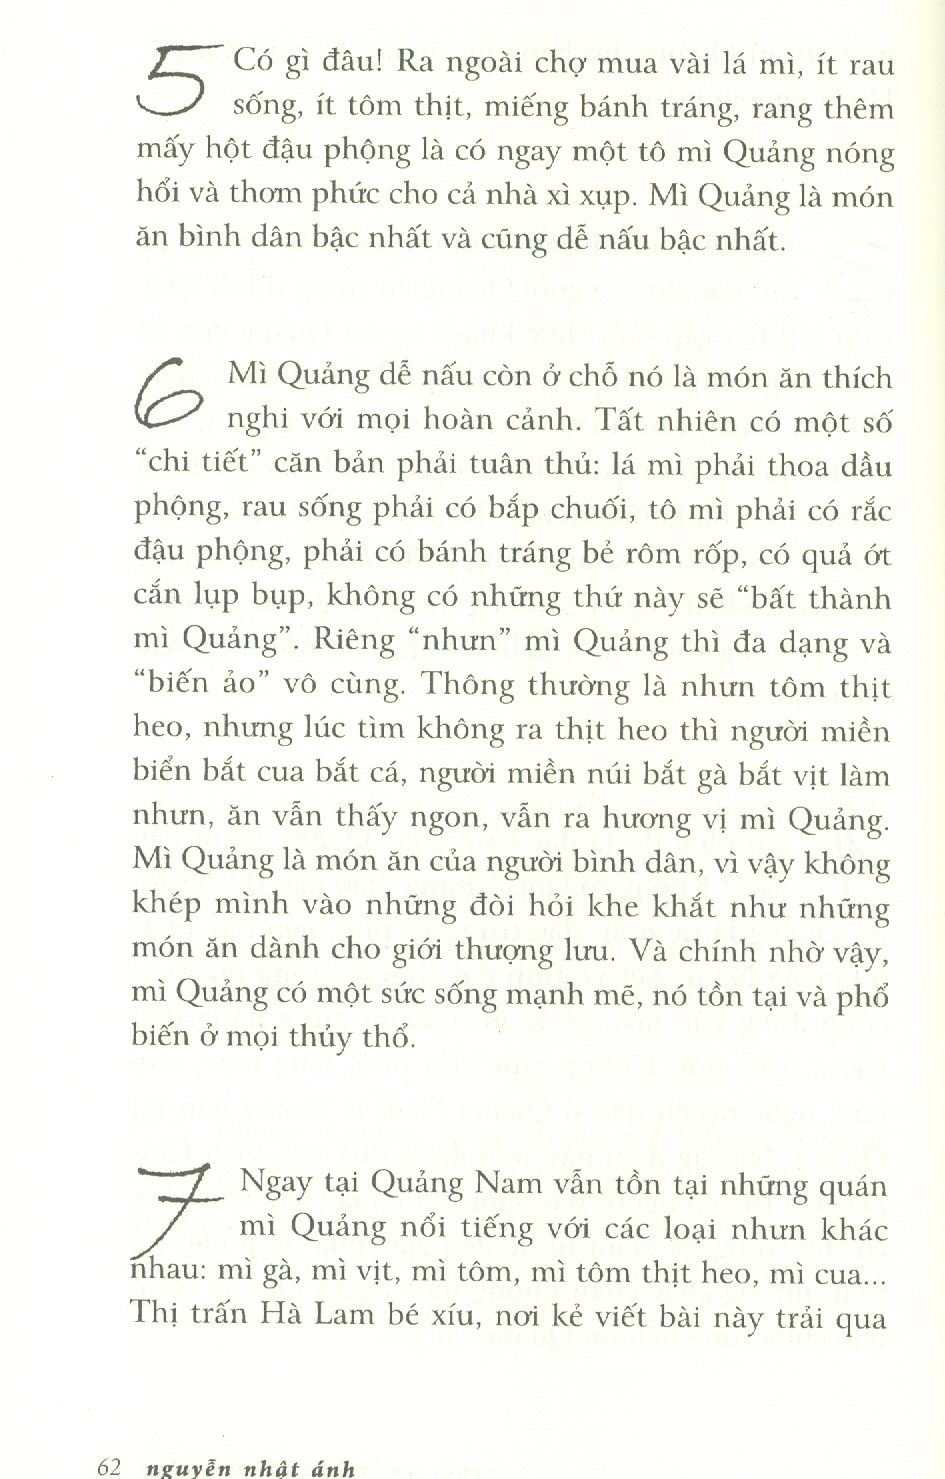 5 Có gì đâu! Ra ngoài chợ mua vài lá mì, ít rau
sống, ít tôm thịt, miếng bánh tráng, rang thêm
mấy hột đậu phộng là có ngay một tô mì Quảng nóng
hổi và thơm phức cho cả nhà xì xụp. Mì Quảng là món
ăn bình dân bậc nhất và cũng dễ nấu bậc nhất.
6 Mì Quảng dễ nấu còn ở chỗ nó là món ăn thích
nghi với mọi hoàn cảnh. Tất nhiên có một số
“chi tiết” căn bản phải tuân thủ: lá mì phải thoa dầu
phộng, rau sống phải có bắp chuối, tô mì phải có rắc
đậu phộng, phải có bánh tráng bẻ rôm rốp, có quả ớt
cắn lụp bụp, không có những thứ này sẽ “bất thành
mì Quảng”. Riêng “nhưn” mì Quảng thì đa dạng và
“biến ảo” vô cùng. Thông thường là nhưn tôm thịt
heo, nhưng lúc tìm không ra thịt heo thì người miền
biển bắt cua bắt cá, người miền núi bắt gà bắt vịt làm
nhưn, ăn vẫn thấy ngon, vẫn ra hương vị mì Quảng.
Mì Quảng là món ăn của người bình dân, vì vậy không
khép mình vào những đòi hỏi khe khắt như những
món ăn dành cho giới thượng lưu. Và chính nhờ vậy,
mì Quảng có một sức sống mạnh mẽ, nó tồn tại và phổ
biến ở mọi thủy thổ.
7 Ngay tại Quảng Nam vẫn tồn tại những quán
mì Quảng nổi tiếng với các loại nhưn khác
nhau: mì gà, mì vịt, mì tôm, mì tôm thịt heo, mì cua...
Thị trấn Hà Lam bé xíu, nơi kẻ viết bài này trải qua
62 nguyễn nhật ánh